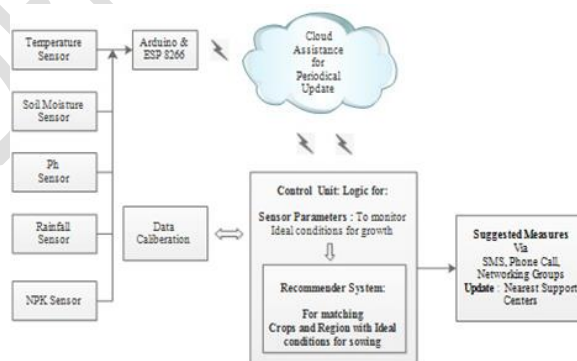 Temperature
Sensor
Arduino &
ESP 8266
Cloud
Assistance
for
Periodical
Update
Soil Moisture
Sensor
Ph
Sensor
Rainfall
Sensor
NPK Sensor
Data
Caliberation
Control Unit: Logic for:
Sensor Parameters : To monitor
Ideal conditions for growth
Recommender System:
For matching
Crops and Region with Ideal
conditions for sowing
Suggested Measures
Via
SMS, Phone Call,
Networking Groups
Update : Nearest Support
Centers